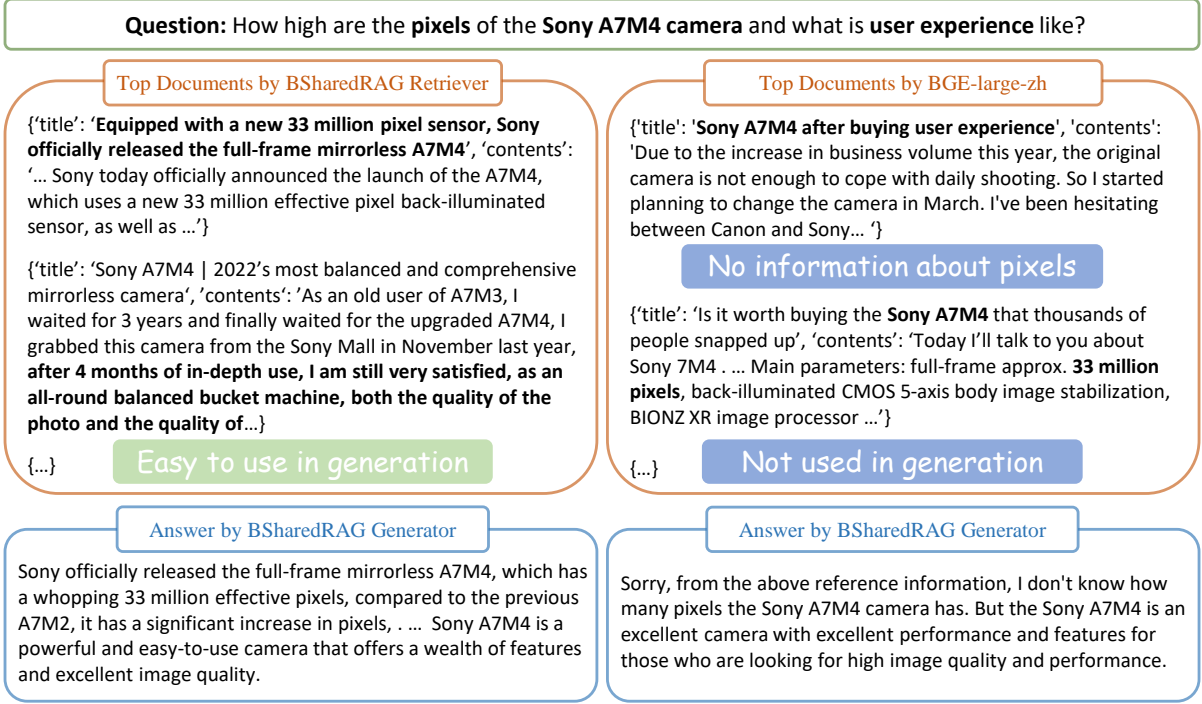 Question: How high are the pixels of the Sony A7M4 camera and what is user experience like?
Top Documents by BSharedRAG Retriever
{‘title’: ‘Equipped with a new 33 million pixel sensor, Sony
officially released the full-frame mirrorless A7M4’, ‘contents’:
‘... Sony today officially announced the launch of the A7M4,
which uses a new 33 million effective pixel back-illuminated
sensor, as well as …’}
{‘title’: ‘Sony A7M4 | 2022’s most balanced and comprehensive
mirrorless camera‘, ’contents‘: ’As an old user of A7M3, I
waited for 3 years and finally waited for the upgraded A7M4, I
grabbed this camera from the Sony Mall in November last year,
after 4 months of in-depth use, I am still very satisfied, as an
all-round balanced bucket machine, both the quality of the
photo and the quality of…}
{…}
Easy to use in generation
Top Documents by BGE-large-zh
{'title': 'Sony A7M4 after buying user experience', 'contents':
'Due to the increase in business volume this year, the original
camera is not enough to cope with daily shooting. So I started
planning to change the camera in March. I've been hesitating
between Canon and Sony… ‘}
No information about pixels
{'title': ‘Is it worth buying the Sony A7M4 that thousands of
people snapped up’, ‘contents’: ‘Today I’ll talk to you about
Sony 7M4 . … Main parameters: full-frame approx. 33 million
pixels, back-illuminated CMOS 5-axis body image stabilization,
BIONZ XR image processor …’}
{…}
Not used in generation
Answer by BSharedRAG Generator
Sony officially released the full-frame mirrorless A7M4, which has
a whopping 33 million effective pixels, compared to the previous
A7M2, it has a significant increase in pixels, . … Sony A7M4 is a
powerful and easy-to-use camera that offers a wealth of features
and excellent image quality.
Answer by BSharedRAG Generator
Sorry, from the above reference information, I don't know how
many pixels the Sony A7M4 camera has. But the Sony A7M4 is an
excellent camera with excellent performance and features for
those who are looking for high image quality and performance.